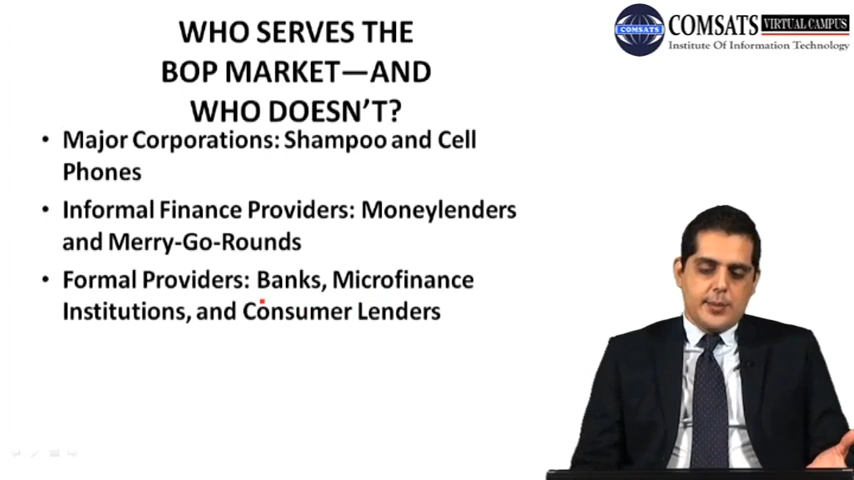 WHO SERVES THE
BOP MARKET—AND
WHO DOESN'T?
• Major Corporations: Shampoo and Cell
Phones
• Informal Finance Providers: Moneylenders
and Merry-Go-Rounds
• Formal Providers: Banks, Microfinance
Institutions, and Consumer Lenders
COMSATS
COMSATS VIRTUAL CAMPUS
Institute Of Information Technology